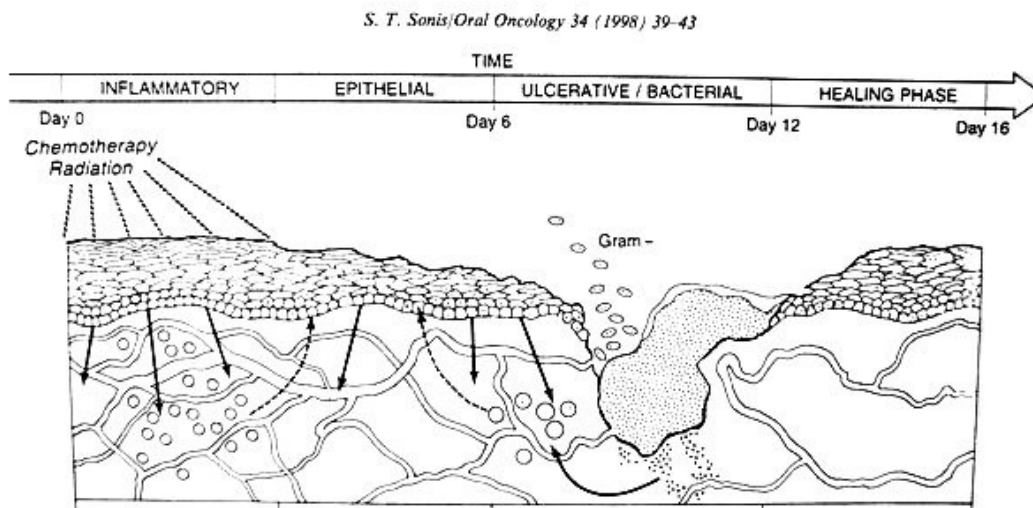 S. T. Sonis/Oral Oncology 34 (1998) 39–43
TIME
INFLAMMATORY EPITHELIAL ULCERATIVE / BACTERIAL HEALING PHASE
Day 0 Day 6 Day 12 Day 16
Chemotherapy
Radiation
Gram –